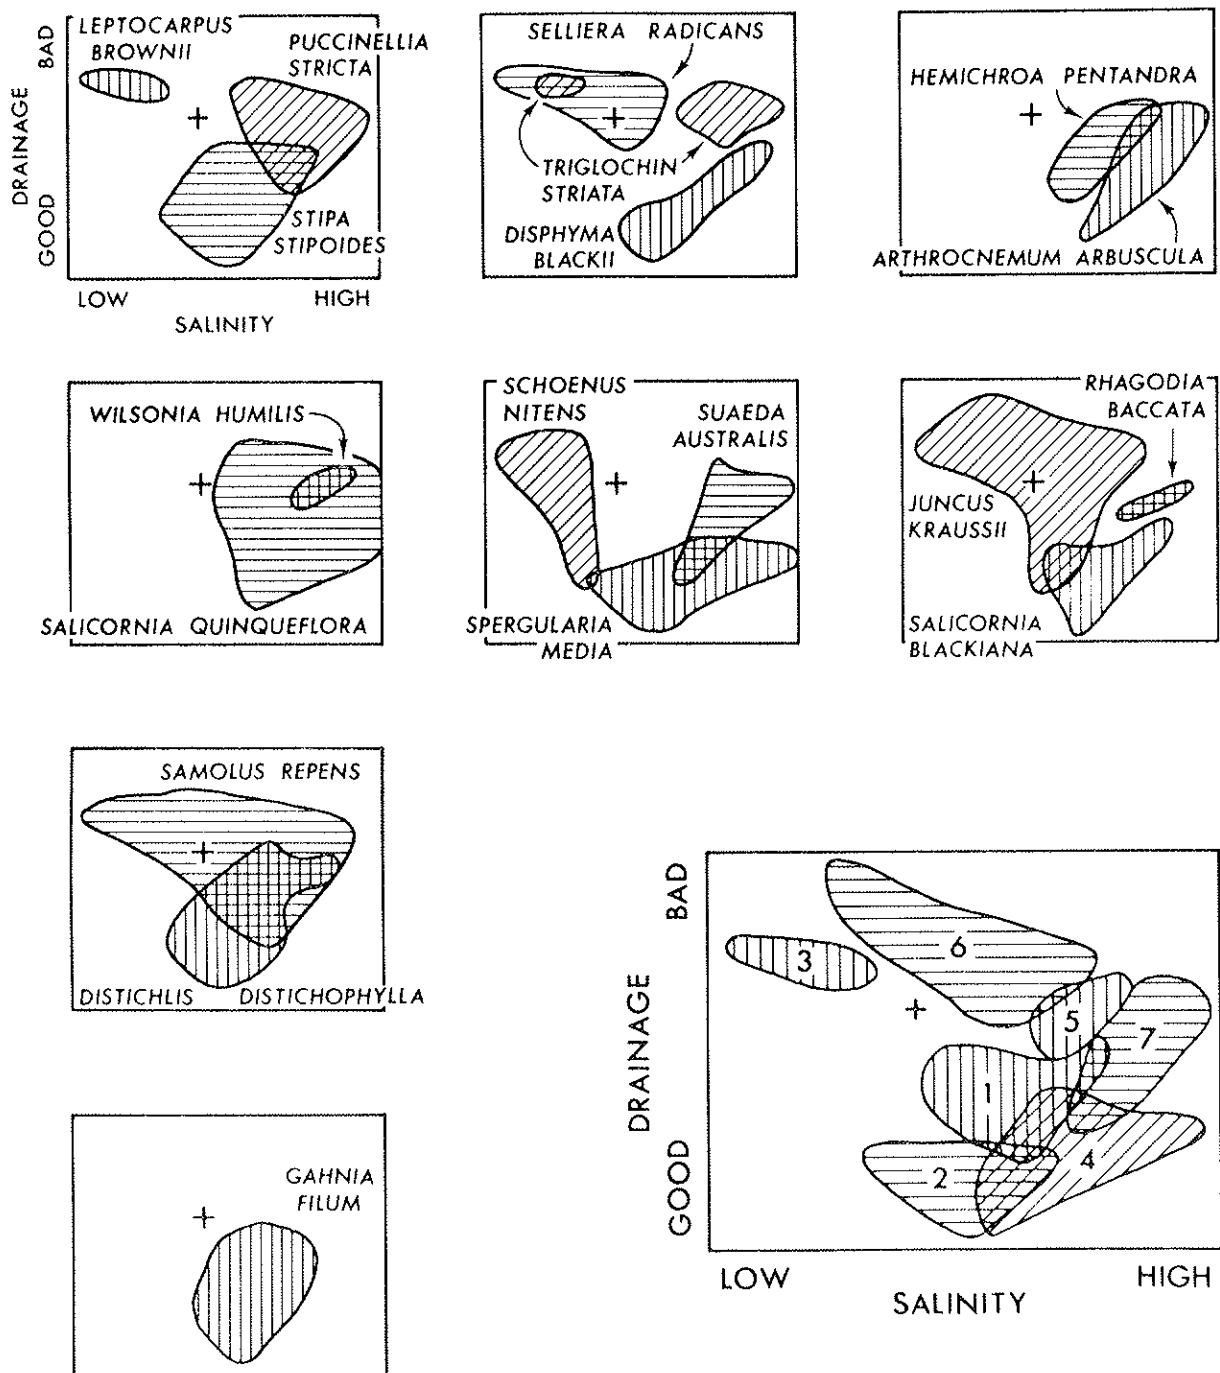 LEPTOCARPUS
BROWNII
PUCCINELLIA
STRICTA
STIPA
STIPOIDES
BAD
DRAINAGE
GOOD
LOW
HIGH
SALINITY
SELLIERA RADICANS
TRIGLOCHIN
STRIATA
DISPHYMA
BLACKII
HEMICHROA PENTANDRA
ARTHROCNEMUM ARBUSCULA
WILSONIA HUMILIS
SALICORNIA QUINQUEFLORA
SCHOENUS
NITENS
SUAEDA
AUSTRALIS
SPERGULARIA
MEDIA
RHAGODIA
BACCATA
JUNCUS
KRAUSSII
SALICORNIA
BLACKIANA
SAMOLUS REPENS
DISTICHLIS DISTICHOPHYLLA
GAHNIA
FILUM
BAD
DRAINAGE
GOOD
3
6
5
7
1
2
4
LOW
HIGH
SALINITY